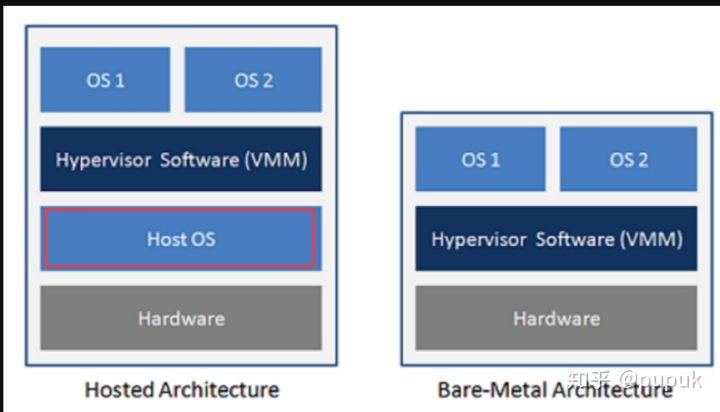 OS 1
OS 2
Hypervisor Software (VMM)
Host OS
Hardware
Hosted Architecture
OS 1
OS 2
Hypervisor Software (VMM)
Hardware
Bare-Metal Architecture
知乎 @pupuk